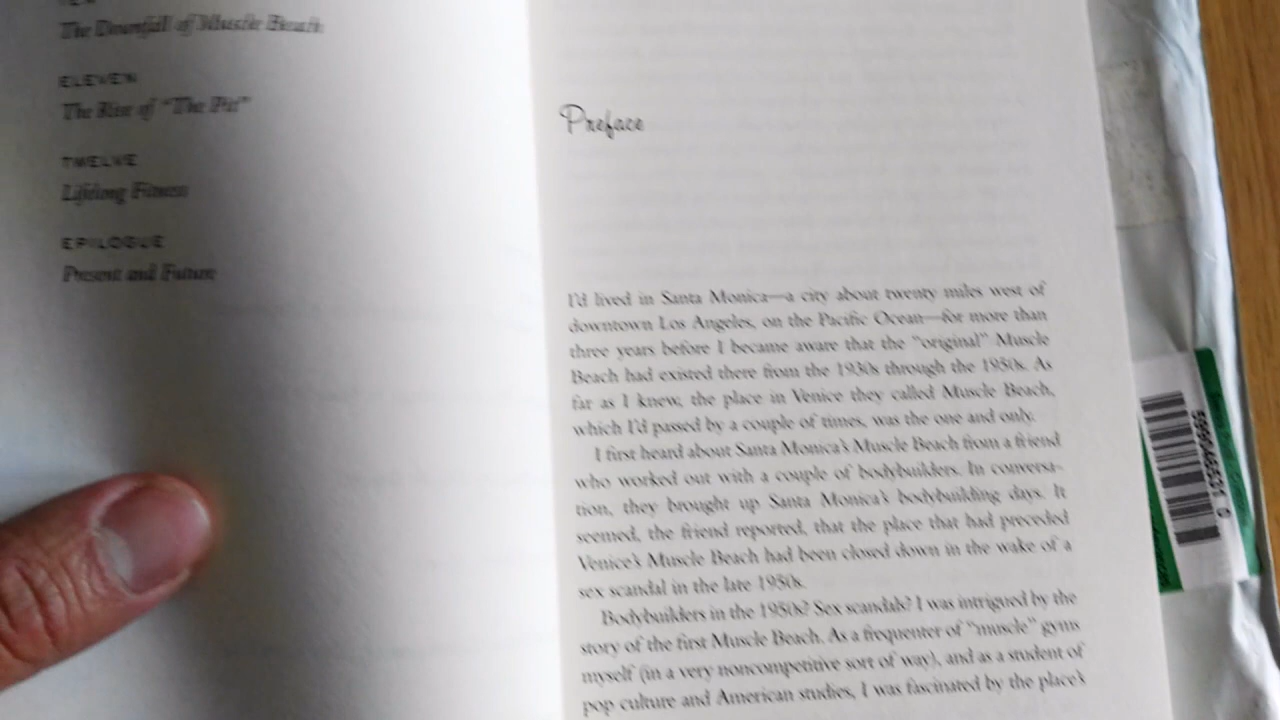 The Downfall of Muscle Beach
ELEVEN
The Rise of "The Pit"
TWELVE
Lifelong Fitness
EPILOGUE
Present and Future
Preface
I'd lived in Santa Monica—a city about twenty miles west of
downtown Los Angeles, on the Pacific Ocean—for more than
three years before I became aware that the "original" Muscle
Beach had existed there from the 1930s through the 1950s. As
far as I knew, the place in Venice they called Muscle Beach,
which I'd passed by a couple of times, was the one and only.
I first heard about Santa Monica's Muscle Beach from a friend
who worked out with a couple of bodybuilders. In conversa-
tion, they brought up Santa Monica's bodybuilding days. It
seemed, the friend reported, that the place that had preceded
Venice's Muscle Beach had been closed down in the wake of a
sex scandal in the late 1950s.
Bodybuilders in the 1950s? Sex scandals? I was intrigued by the
story of the first Muscle Beach. As a frequenter of "muscle" gyms
myself (in a very noncompetitive sort of way), and as a student of
pop culture and American studies, I was fascinated by the place's